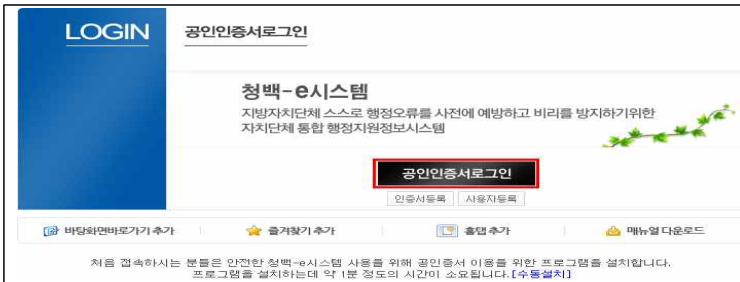 LOGIN 공인인증서로그인
청백-e시스템
지방자치단체 스스로 행정오류를 사전에 예방하고 비리를 방지하기위한
자치단체 통합 행정지원정보시스템
공인인증서로그인
인증서등록 사용자등록
바탕화면바로가기 추가 즐겨찾기 추가 홈탭 추가 매뉴얼 다운로드
처음 접속하시는 분들은 안전한 청백-e시스템 사용을 위해 공인증서 이용을 위한 프로그램을 설치합니다.
프로그램을 설치하는데 약 1분 정도의 시간이 소요됩니다. [수동설치]